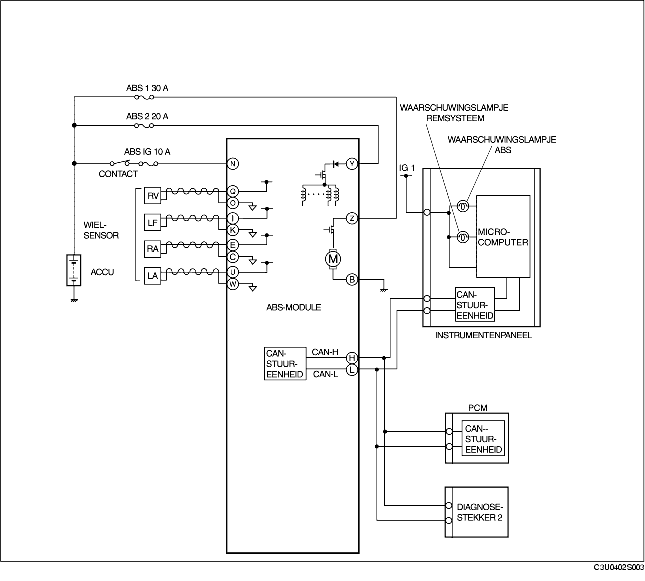 ABS 1 30 A
ABS 2 20 A
ABS IG 10 A
CONTACT
WAARSCHUWINGSLAMPJE
REMSYSTEEM
WAARSCHUWINGSLAMPJE
ABS
IG 1
N
Y
RV
Q
O
LF
I
K
RA
E
C
LA
U
W
WIEL-
SENSOR
ACCU
Z
M
B
ABS-MODULE
MICRO-
COMPUTER
CAN-
STUUR-
EENHEID
INSTRUMENTENPANEEL
CAN-
STUUR-
EENHEID
CAN-H
CAN-L
H
L
PCM
CAN--
STUUR-
EENHEID
DIAGNOSE-
STEKKER 2
C3U0402S003